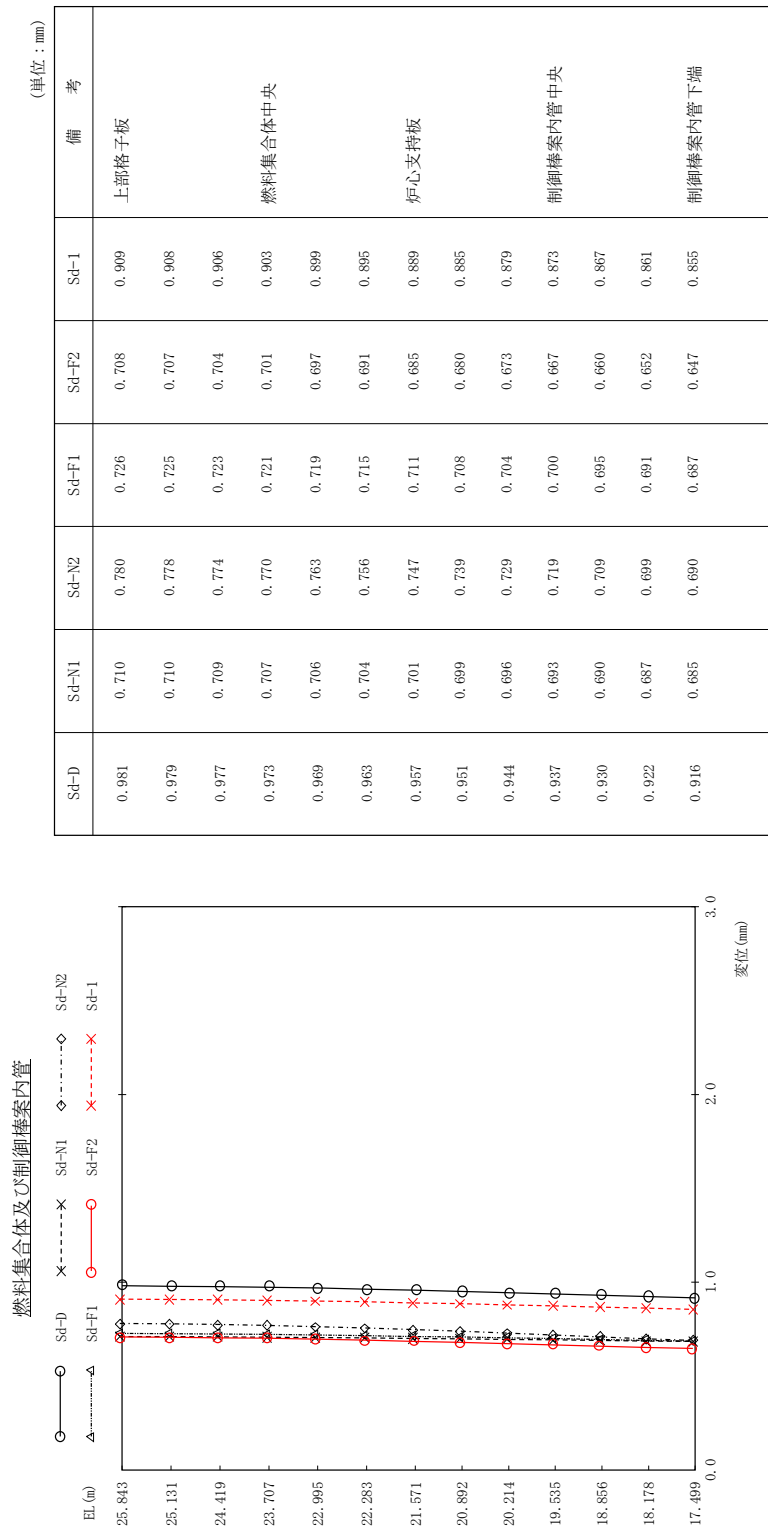 燃料集合体及び制御棒案内管
Sd-D Sd-N1 Sd-N2
Sd-F1 Sd-F2 Sd-1
EL(m)
25.843
25.131
24.419
23.707
22.995
22.283
21.571
20.892
20.214
19.535
18.856
18.178
17.499
0.0 1.0 2.0 3.0
変位(mm)
(単位:mm)
Sd-D Sd-N1 Sd-N2 Sd-F1 Sd-F2 Sd-1 備 考
0.981 0.710 0.780 0.726 0.708 0.909 上部格子板
0.979 0.710 0.778 0.725 0.707 0.908
0.977 0.709 0.774 0.723 0.704 0.906
0.973 0.707 0.770 0.721 0.701 0.903 燃料集合体中央
0.969 0.706 0.763 0.719 0.697 0.899
0.963 0.704 0.756 0.715 0.691 0.895
0.957 0.701 0.747 0.711 0.685 0.889 炉心支持板
0.951 0.699 0.739 0.708 0.680 0.885
0.944 0.696 0.729 0.704 0.673 0.879
0.937 0.693 0.719 0.700 0.667 0.873 制御棒案内管中央
0.930 0.690 0.709 0.695 0.660 0.867
0.922 0.687 0.699 0.691 0.652 0.861
0.916 0.685 0.690 0.687 0.647 0.855 制御棒案内管下端